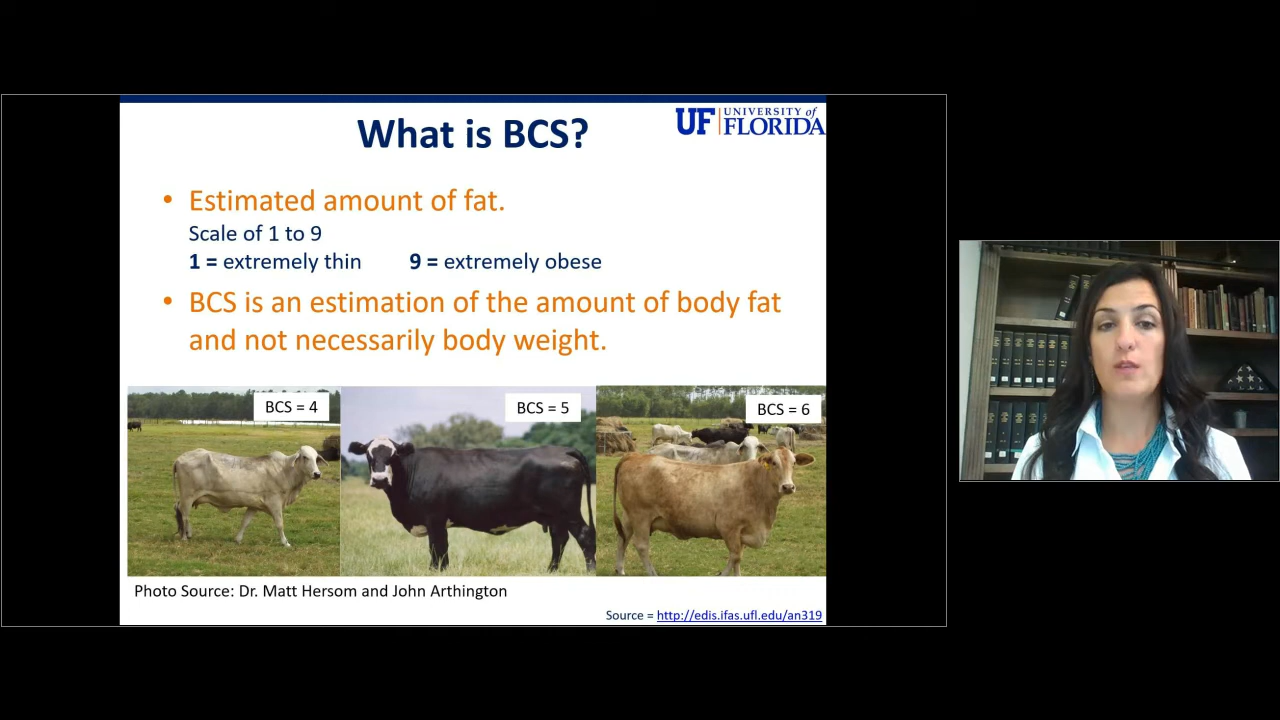 What is BCS?
UF UNIVERSITY of
FLORIDA
• Estimated amount of fat.
Scale of 1 to 9
1 = extremely thin 9 = extremely obese
• BCS is an estimation of the amount of body fat
and not necessarily body weight.
BCS = 4
BCS = 5
BCS = 6
Photo Source: Dr. Matt Hersom and John Arthington
Source = http://edis.ifas.ufl.edu/an319